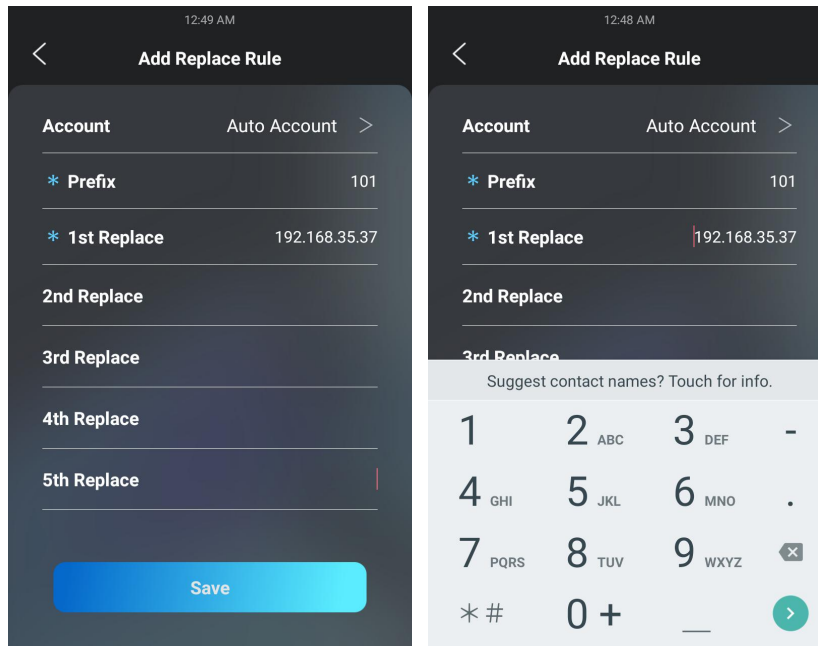 12:49 AM
Add Replace Rule
Account Auto Account >
* Prefix 101
* 1st Replace 192.168.35.37
2nd Replace
3rd Replace
4th Replace
5th Replace
Save
12:48 AM
Add Replace Rule
Account Auto Account >
* Prefix 101
* 1st Replace 192.168.35.37
2nd Replace
3rd Replace
Suggest contact names? Touch for info.
1 2 ABC 3 DEF -
4 GHI 5 JKL 6 MNO .
7 PQRS 8 TUV 9 WXYZ
*# 0 + _